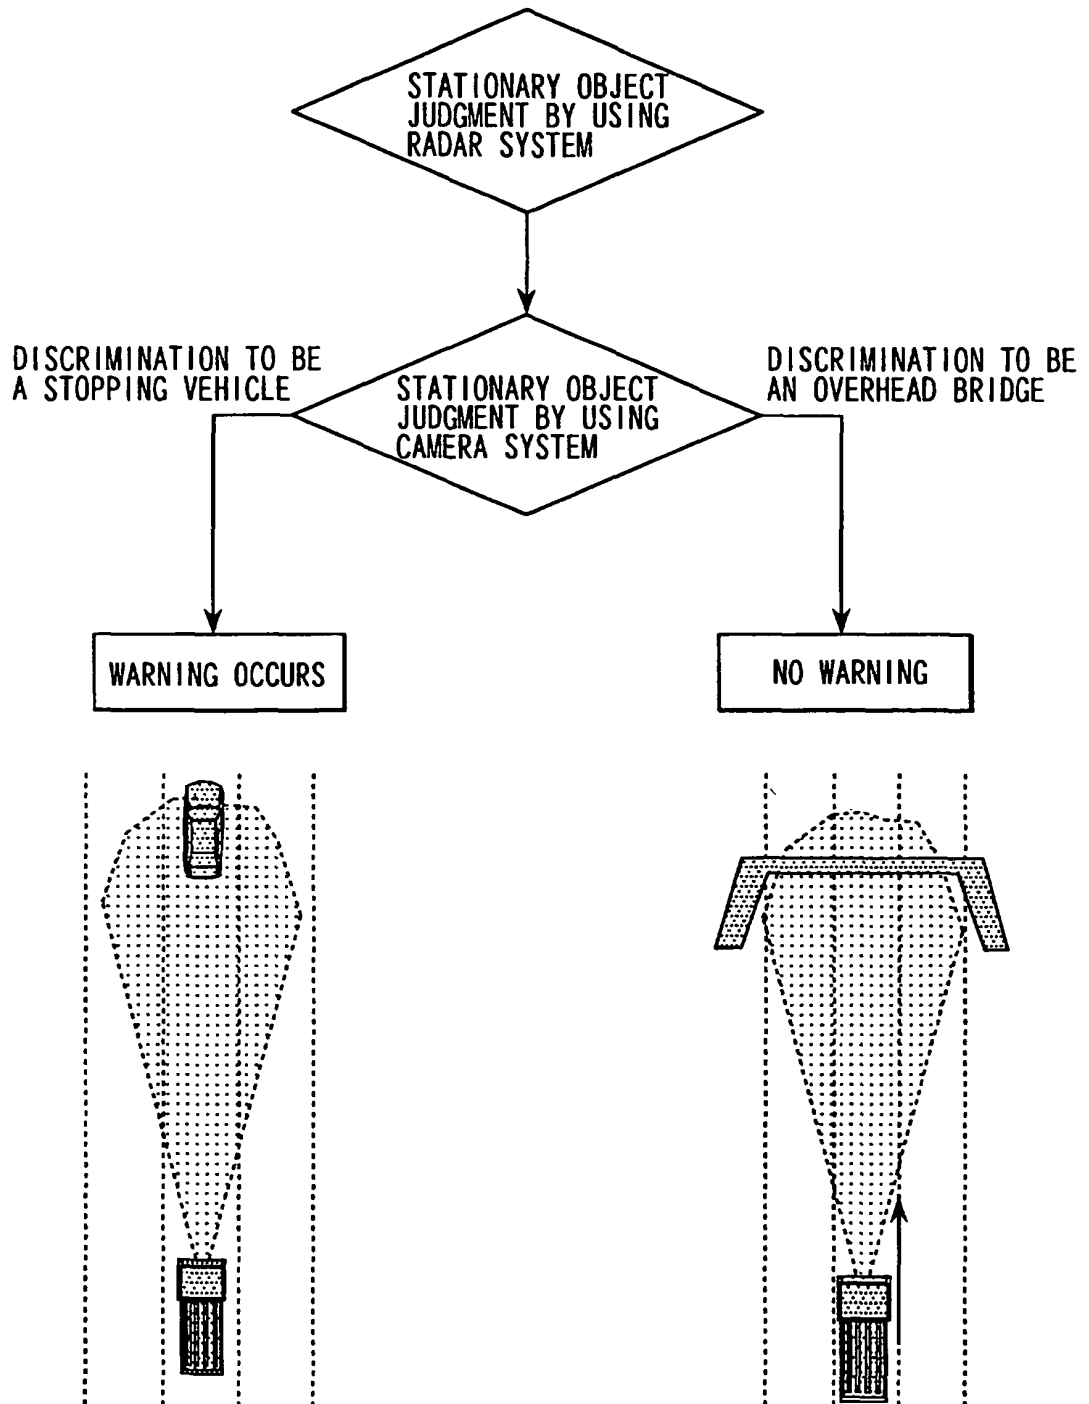 STATIONARY OBJECT
JUDGMENT BY USING
RADAR SYSTEM
DISCRIMINATION TO BE
A STOPPING VEHICLE
STATIONARY OBJECT
JUDGMENT BY USING
CAMERA SYSTEM
DISCRIMINATION TO BE
AN OVERHEAD BRIDGE
WARNING OCCURS
NO WARNING